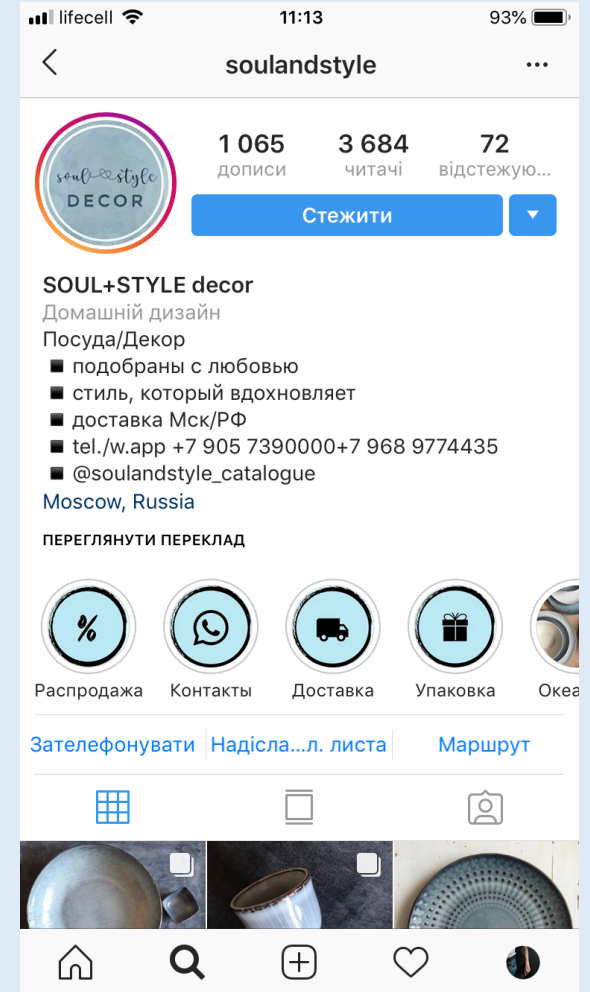 lifecell 11:13 93%
soulandstyle
soul style
DECOR
1 065 3 684 72
дописи читачі відстежую...
Стежити
SOUL+STYLE decor
Домашній дизайн
Посуда/Декор
подобраны с любовью
стиль, который вдохновляет
доставка Мск/РФ
tel./w.app +7 905 7390000+7 968 9774435
@soulandstyle_catalogue
Moscow, Russia
ПЕРЕГЛЯНУТИ ПЕРЕКЛАД
%
Распродажа Контакты Доставка Упаковка Океа
Зателефонувати Надісла...л. листа Маршрут